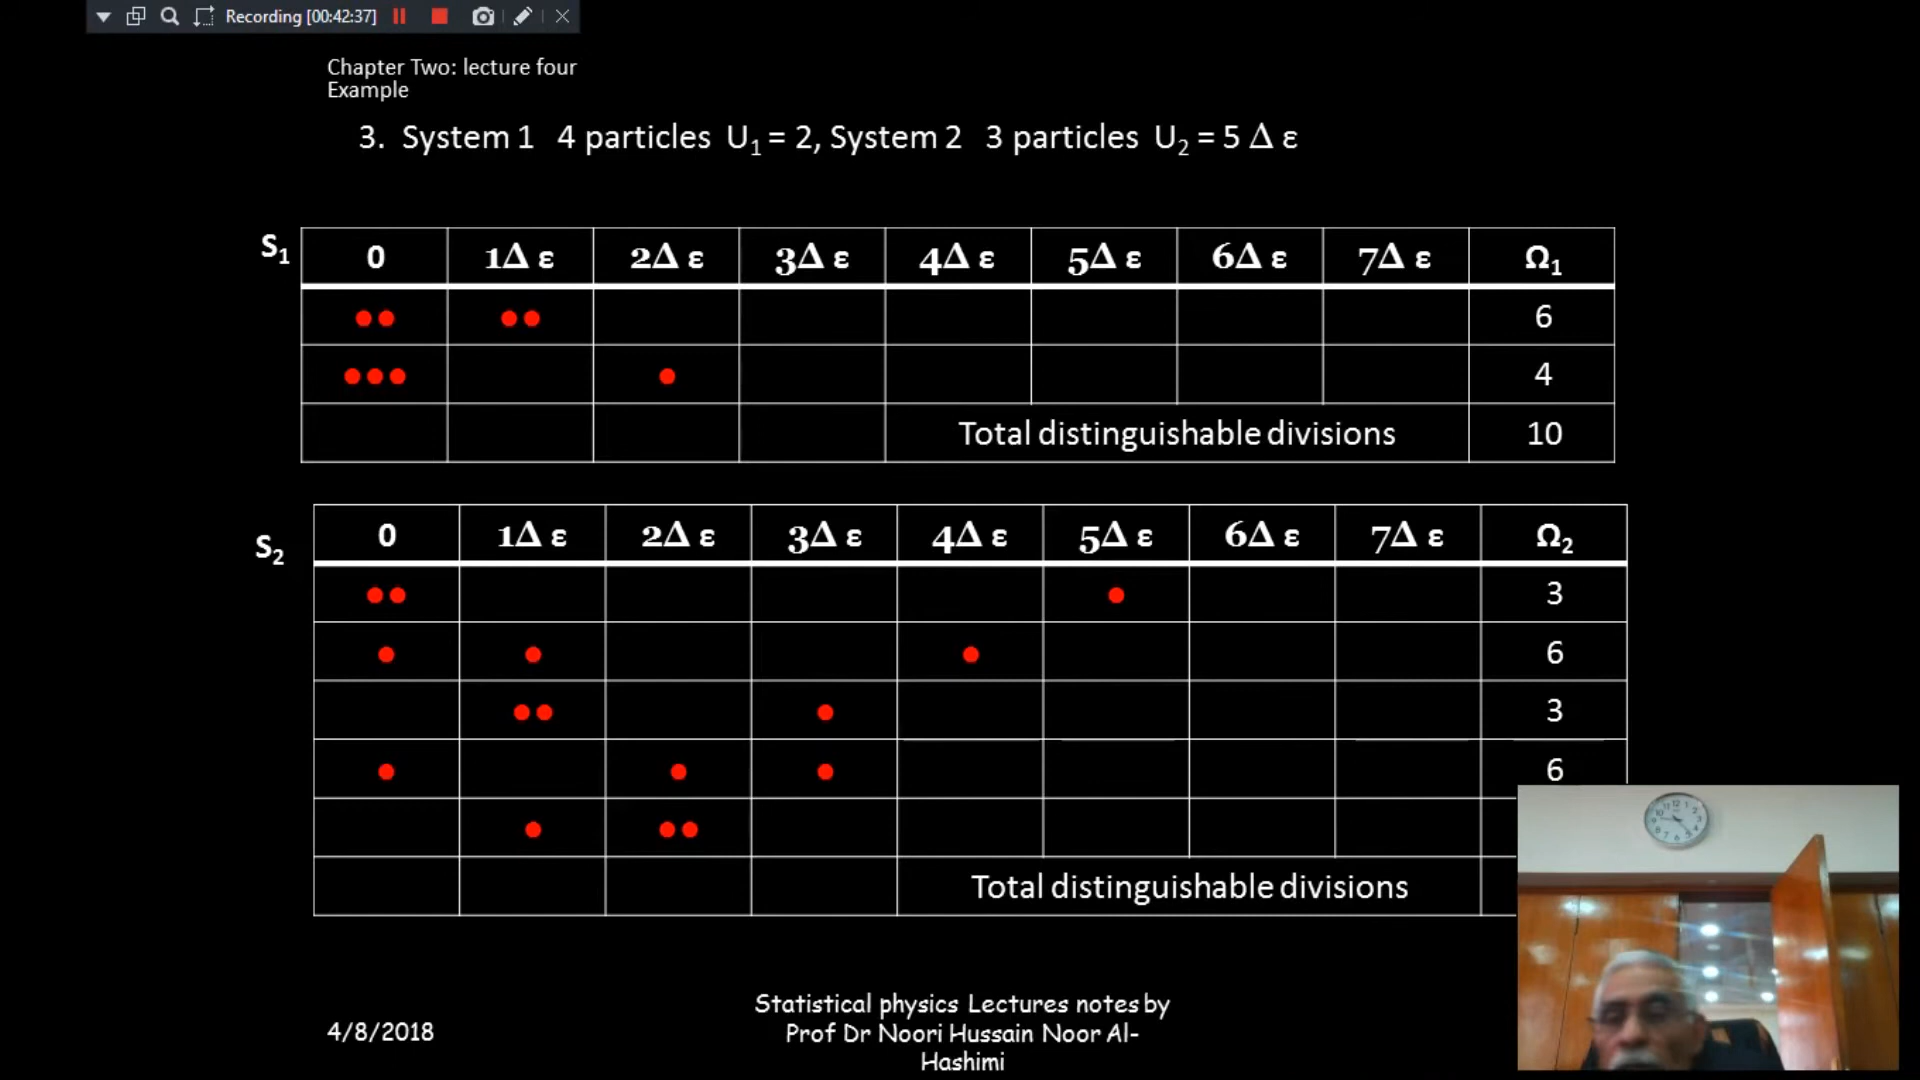 Recording [00:42:37]
Chapter Two: lecture four
Example
3. System 1 4 particles U₁ = 2, System 2 3 particles U₂ = 5 Δ ε
S₁
0 1Δ ε 2Δ ε 3Δ ε 4Δ ε 5Δ ε 6Δ ε 7Δ ε Ω₁
6
4
Total distinguishable divisions 10
S₂
0 1Δ ε 2Δ ε 3Δ ε 4Δ ε 5Δ ε 6Δ ε 7Δ ε Ω₂
3
6
3
6
Total distinguishable divisions
4/8/2018
Statistical physics Lectures notes by
Prof Dr Noori Hussain Noor Al-
Hashimi